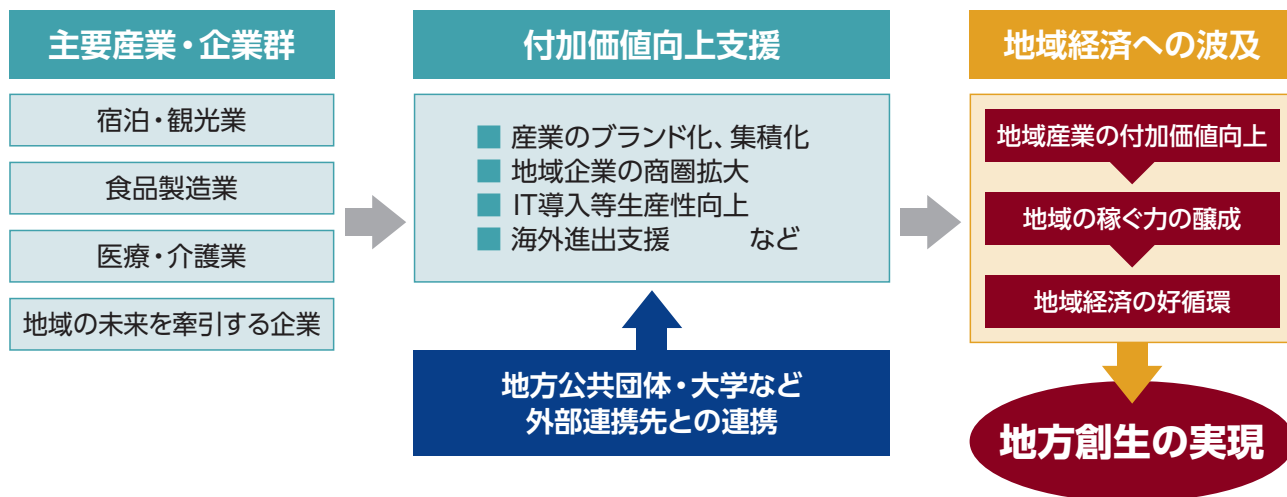 主要産業・企業群
宿泊・観光業
食品製造業
医療・介護業
地域の未来を牽引する企業
付加価値向上支援
産業のブランド化、集積化
地域企業の商圏拡大
IT導入等生産性向上
海外進出支援 など
地方公共団体・大学など
外部連携先との連携
地域経済への波及
地域産業の付加価値向上
地域の稼ぐ力の醸成
地域経済の好循環
地方創生の実現